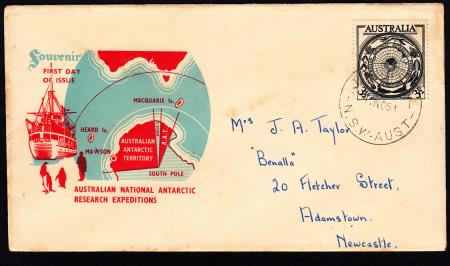 Souvenir
FIRST DAY
OF ISSUE
MACQUARIE Is.
HEARD Is.
MAWSON
AUSTRALIAN
ANTARCTIC
TERRITORY
A.A.T.
SOUTH POLE
AUSTRALIAN NATIONAL ANTARCTIC
RESEARCH EXPEDITIONS
AUSTRALIA
N.S.W-AUST
Mrs J. A. Taylor
"Benalla"
20 Fletcher Street.
Adamstown.
Newcastle.